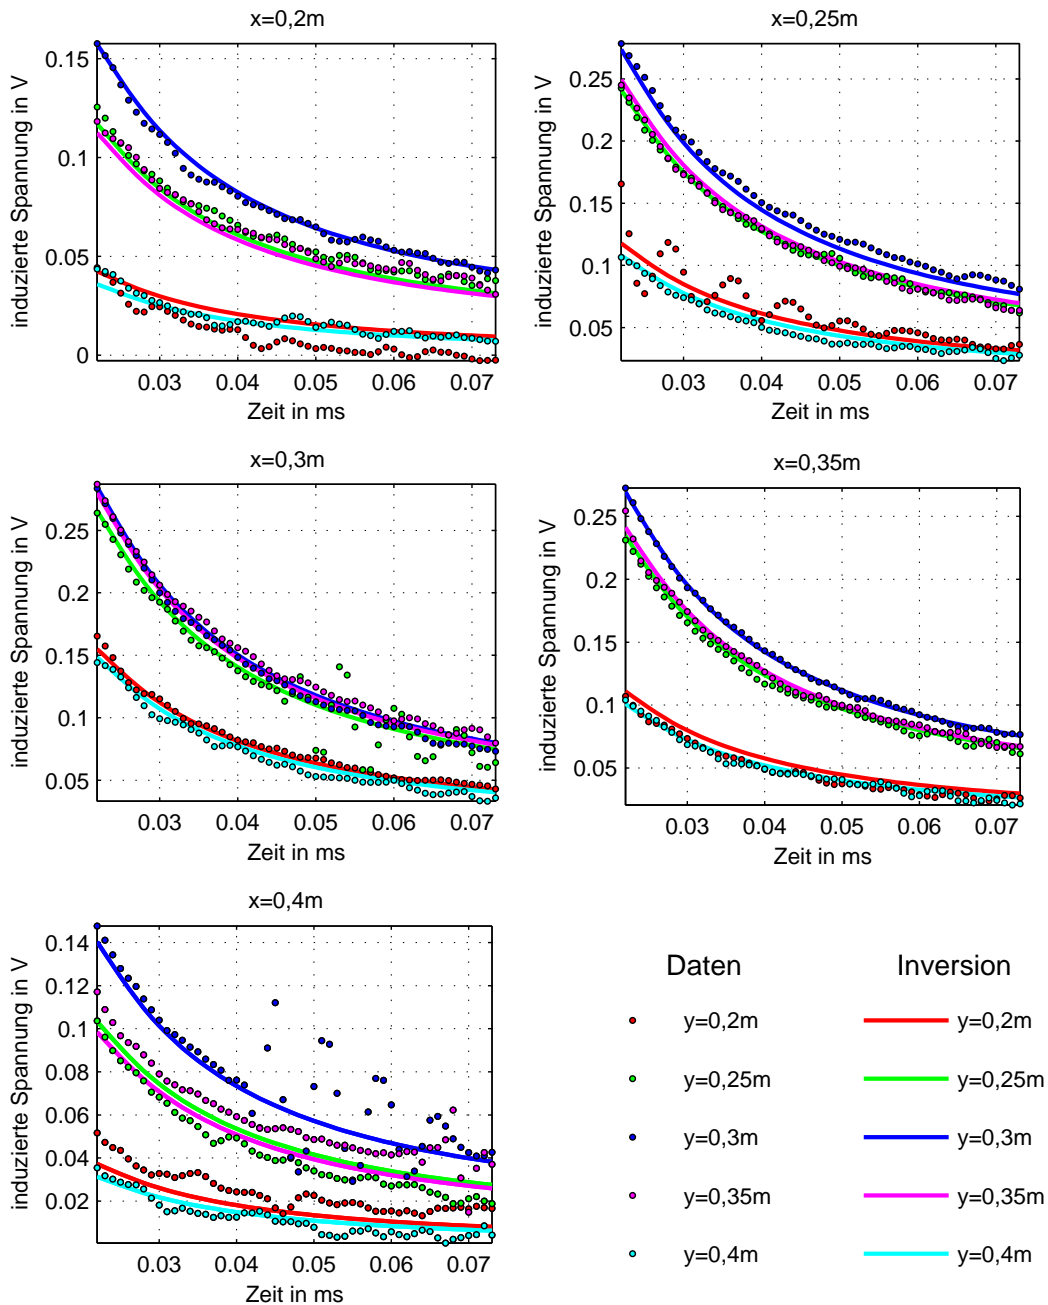 x=0,2m
induzierte Spannung in V
0.15
0.1
0.05
0
0.03 0.04 0.05 0.06 0.07
Zeit in ms
x=0,25m
induzierte Spannung in V
0.25
0.2
0.15
0.1
0.05
0.03 0.04 0.05 0.06 0.07
Zeit in ms
x=0,3m
induzierte Spannung in V
0.25
0.2
0.15
0.1
0.05
0.03 0.04 0.05 0.06 0.07
Zeit in ms
x=0,35m
induzierte Spannung in V
0.25
0.2
0.15
0.1
0.05
0.03 0.04 0.05 0.06 0.07
Zeit in ms
x=0,4m
induzierte Spannung in V
0.14
0.12
0.1
0.08
0.06
0.04
0.02
0.03 0.04 0.05 0.06 0.07
Zeit in ms
Daten Inversion
y=0,2m y=0,2m
y=0,25m y=0,25m
y=0,3m y=0,3m
y=0,35m y=0,35m
y=0,4m y=0,4m